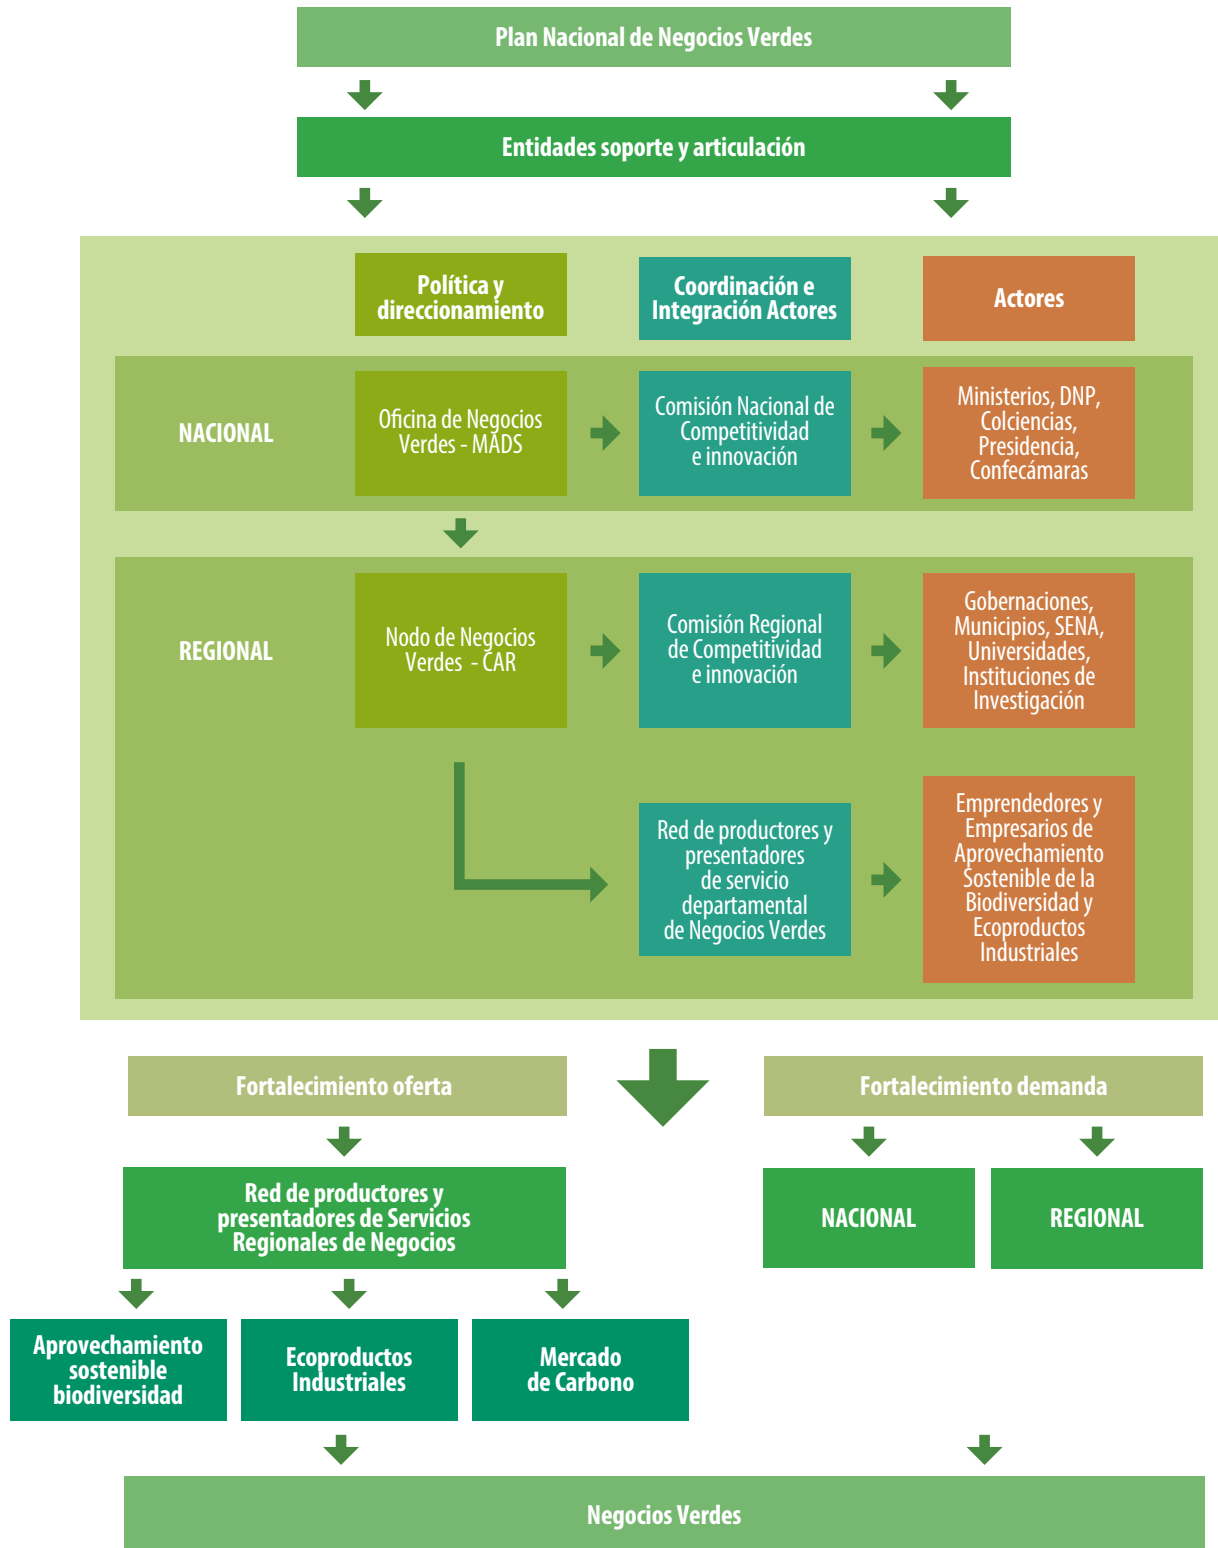 Plan Nacional de Negocios Verdes
Entidades soporte y articulación
Política y
direccionamiento
Coordinación e
Integración Actores
Actores
NACIONAL
Oficina de Negocios
Verdes - MADS
Comisión Nacional de
Competitividad
e innovación
Ministerios, DNP,
Colciencias,
Presidencia,
Confecámaras
REGIONAL
Nodo de Negocios
Verdes - CAR
Comisión Regional
de Competitividad
e innovación
Gobernaciones,
Municipios, SENA,
Universidades,
Instituciones de
Investigación
Red de productores y
presentadores
de servicio
departamental
de Negocios Verdes
Emprendedores y
Empresarios de
Aprovechamiento
Sostenible de la
Biodiversidad y
Ecoproductos
Industriales
Fortalecimiento oferta
Fortalecimiento demanda
Red de productores y
presentadores de Servicios
Regionales de Negocios
NACIONAL
REGIONAL
Aprovechamiento
sostenible
biodiversidad
Ecoproductos
Industriales
Mercado
de Carbono
Negocios Verdes